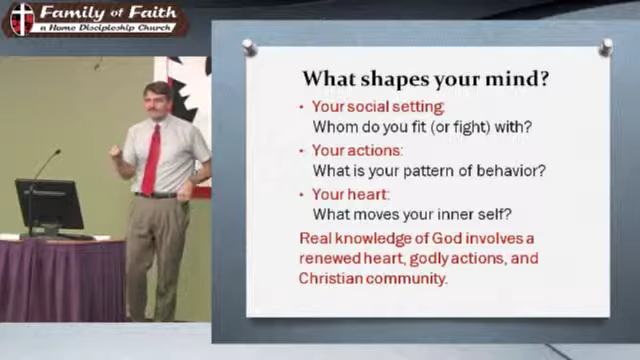 Family of Faith
a Home Discipleship Church
What shapes your mind?
• Your social setting:
Whom do you fit (or fight) with?
• Your actions:
What is your pattern of behavior?
• Your heart:
What moves your inner self?
Real knowledge of God involves a
renewed heart, godly actions, and
Christian community.